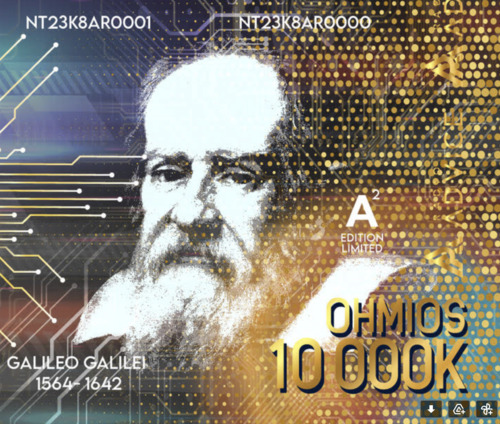 NT23K8AR0001
NT23K8AR0000
A2
EDITION
LIMITED
OHMIOS
10 000K
GALILEO GALILEI
1564-1642